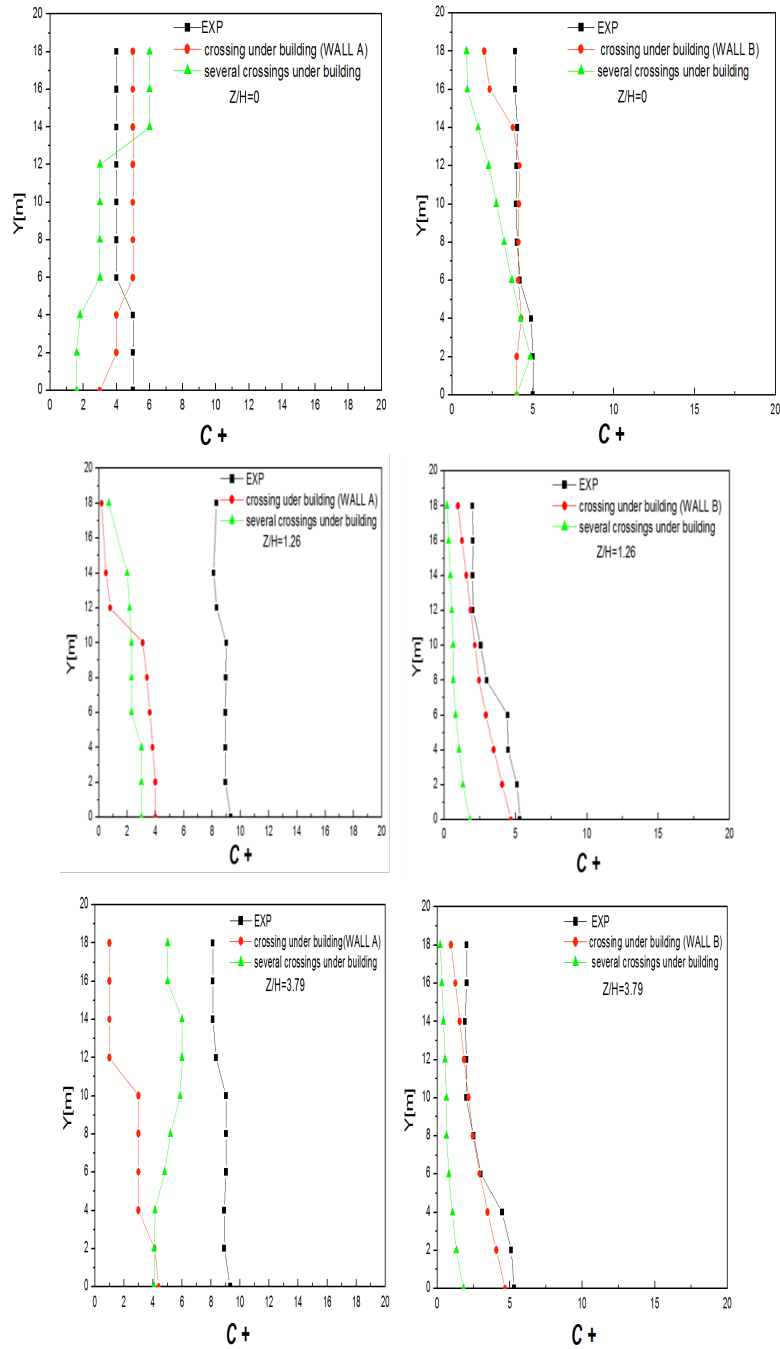 EXP
crossing under building (WALL A)
several crossings under building
Z/H=0
Y[m]
20
18
16
14
12
10
8
6
4
2
0
0 2 4 6 8 10 12 14 16 18 20
C +
EXP
crossing under building (WALL B)
several crossings under building
Z/H=0
Y[m]
20
18
16
14
12
10
8
6
4
2
0
0 5 10 15 20
C +
EXP
crossing uder building (WALL A)
several crossings under building
Z/H=1.26
Y[m]
20
18
16
14
12
10
8
6
4
2
0
0 2 4 6 8 10 12 14 16 18 20
C +
EXP
crossing under building (WALL B)
several crossings under building
Z/H=1.26
Y[m]
20
18
16
14
12
10
8
6
4
2
0
0 5 10 15 20
C +
EXP
crossing under building(WALL A)
several crossings under building
Z/H=3.79
Y[m]
20
18
16
14
12
10
8
6
4
2
0
0 2 4 6 8 10 12 14 16 18 20
C +
EXP
crossing under building (WALL B)
several crossings under building
Z/H=3.79
Y[m]
20
18
16
14
12
10
8
6
4
2
0
0 5 10 15 20
C +